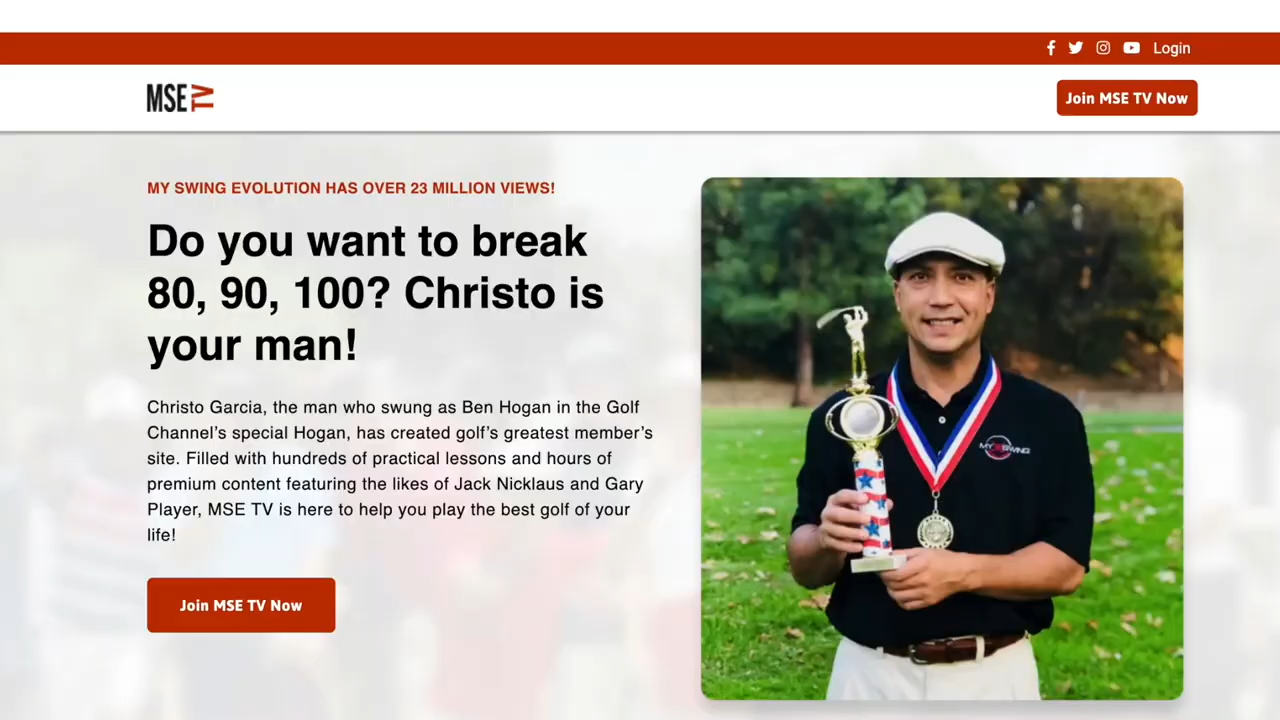 Login
MSE TV
Join MSE TV Now
MY SWING EVOLUTION HAS OVER 23 MILLION VIEWS!
Do you want to break
80, 90, 100? Christo is
your man!
Christo Garcia, the man who swung as Ben Hogan in the Golf
Channel’s special Hogan, has created golf’s greatest member’s
site. Filled with hundreds of practical lessons and hours of
premium content featuring the likes of Jack Nicklaus and Gary
Player, MSE TV is here to help you play the best golf of your
life!
Join MSE TV Now
MY SWING